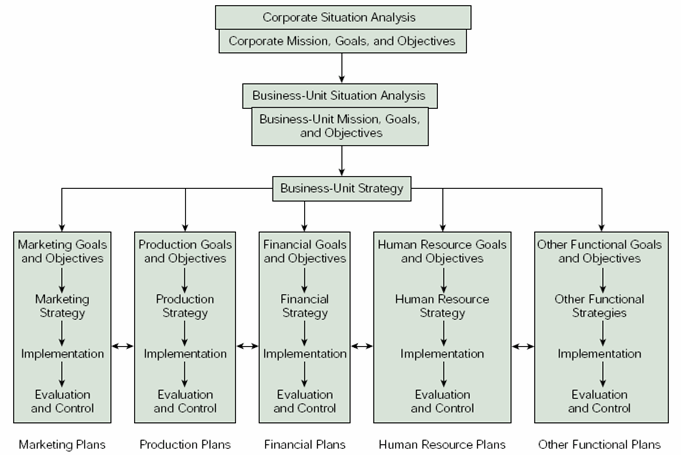 Corporate Situation Analysis
Corporate Mission, Goals, and Objectives
Business-Unit Situation Analysis
Business-Unit Mission, Goals,
and Objectives
Business-Unit Strategy
Marketing Goals
and Objectives
Marketing
Strategy
Implementation
Evaluation
and Control
Marketing Plans
Production Goals
and Objectives
Production
Strategy
Implementation
Evaluation
and Control
Production Plans
Financial Goals
and Objectives
Financial
Strategy
Implementation
Evaluation
and Control
Financial Plans
Human Resource Goals
and Objectives
Human Resource
Strategy
Implementation
Evaluation
and Control
Human Resource Plans
Other Functional Goals
and Objectives
Other Functional
Strategies
Implementation
Evaluation
and Control
Other Functional Plans